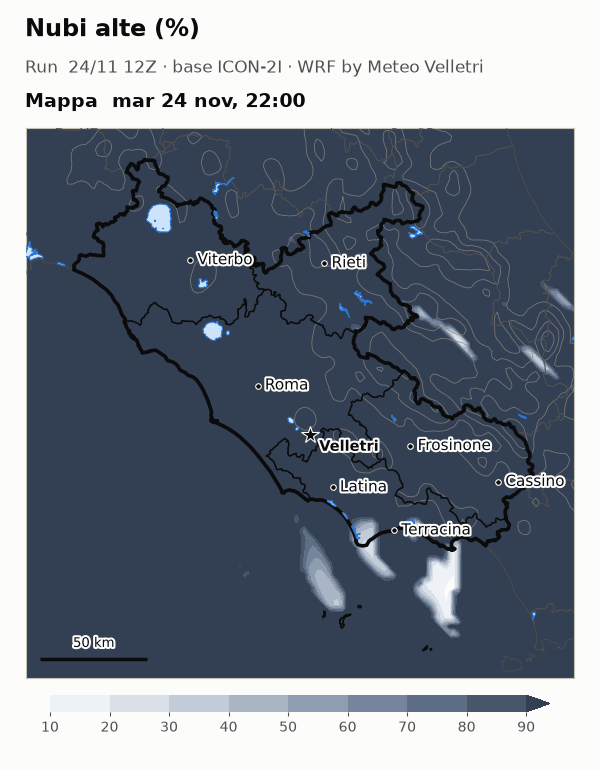 Nubi alte (%)
Run  24/11 12Z · base ICON-2I · WRF by Meteo Velletri
Mappa  mar 24 nov, 22:00
Viterbo
Rieti
Roma
Velletri
Frosinone
Latina
Cassino
Terracina
50 km
10 20 30 40 50 60 70 80 90